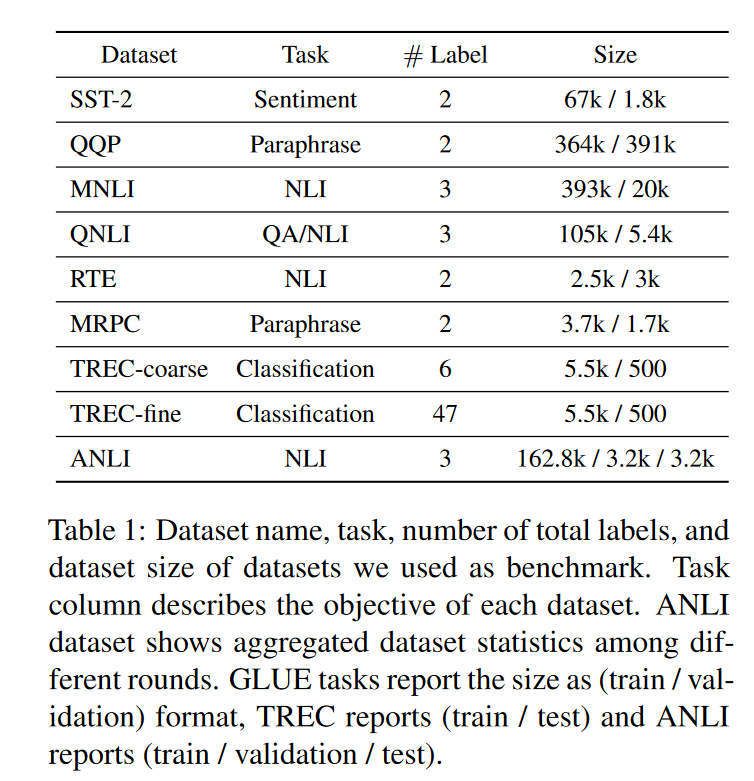 Dataset Task # Label Size
SST-2 Sentiment 2 67k / 1.8k
QQP Paraphrase 2 364k / 391k
MNLI NLI 3 393k / 20k
QNLI QA/NLI 3 105k / 5.4k
RTE NLI 2 2.5k / 3k
MRPC Paraphrase 2 3.7k / 1.7k
TREC-coarse Classification 6 5.5k / 500
TREC-fine Classification 47 5.5k / 500
ANLI NLI 3 162.8k / 3.2k / 3.2k
Table 1: Dataset name, task, number of total labels, and
dataset size of datasets we used as benchmark. Task
column describes the objective of each dataset. ANLI
dataset shows aggregated dataset statistics among dif-
ferent rounds. GLUE tasks report the size as (train / val-
idation) format, TREC reports (train / test) and ANLI
reports (train / validation / test).